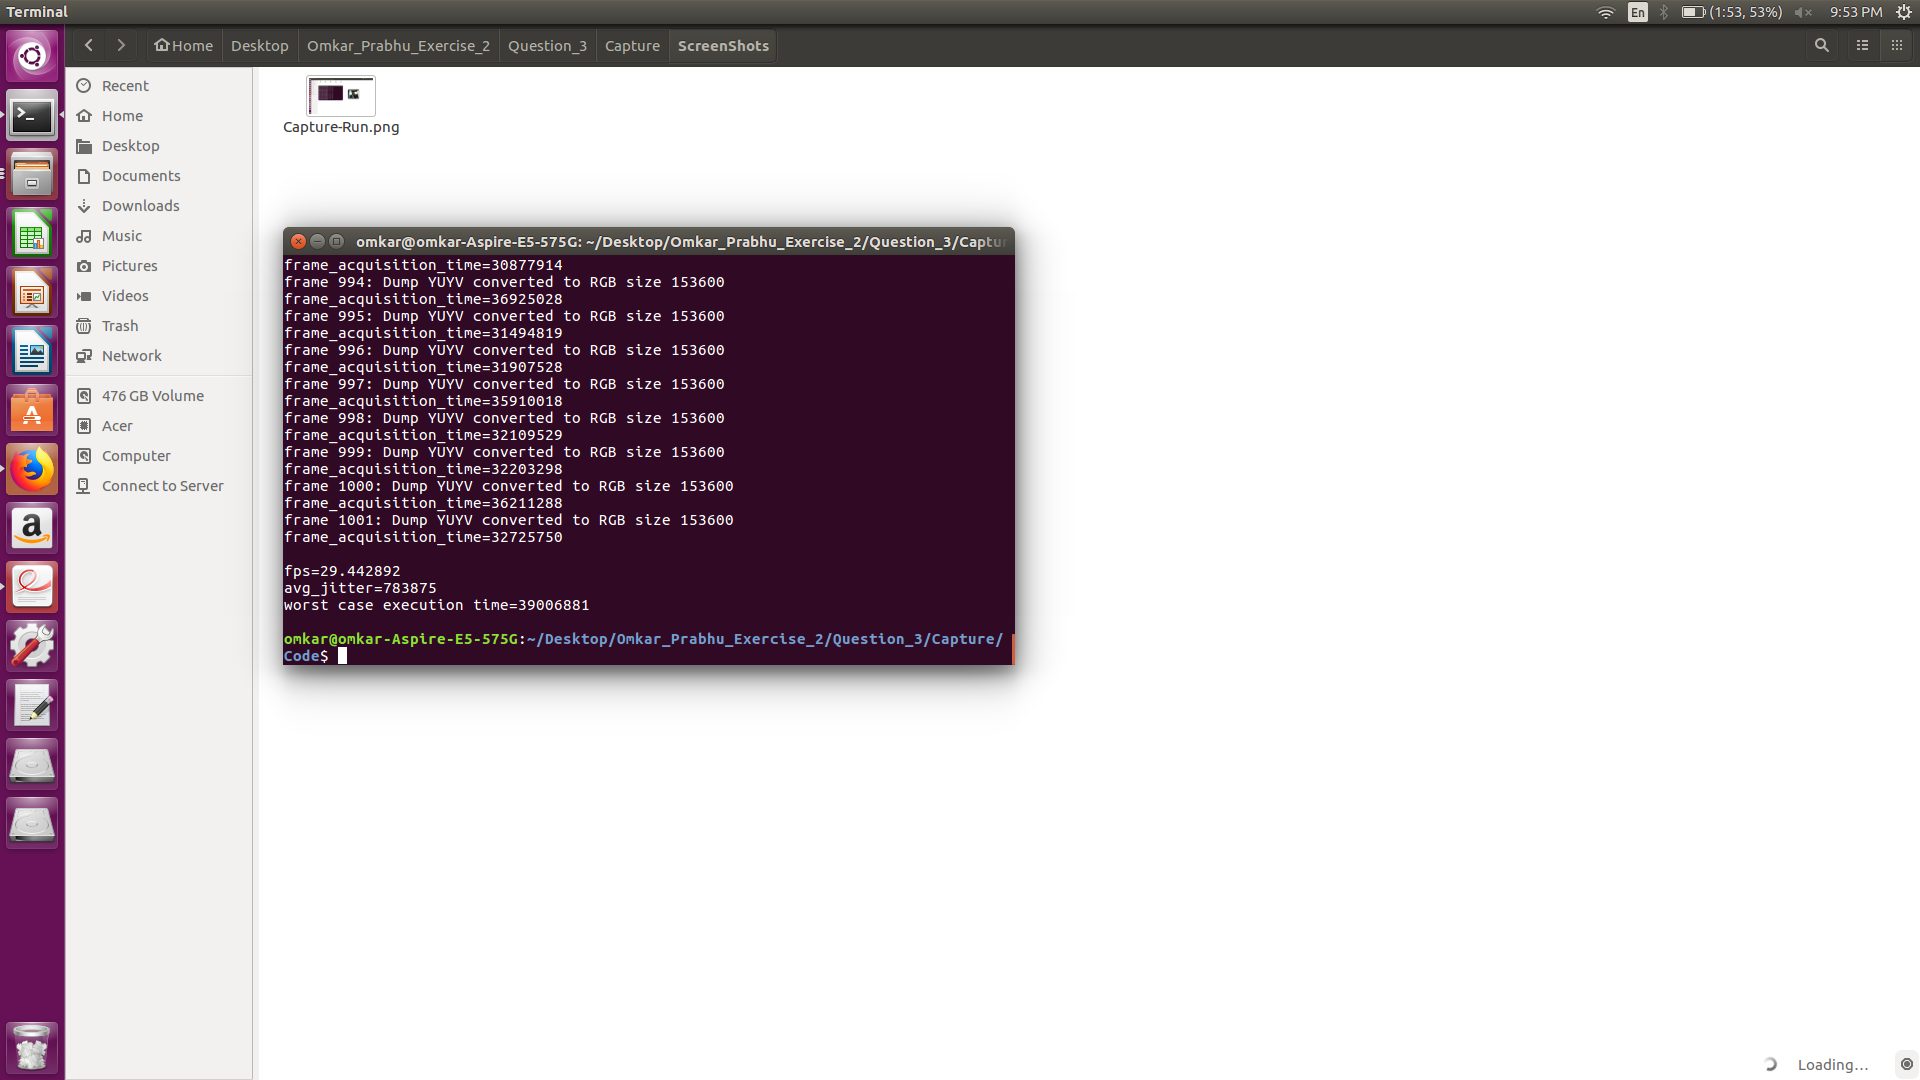 Terminal
En
(1:53, 53%)
9:53 PM
Home
Desktop
Omkar_Prabhu_Exercise_2
Question_3
Capture
ScreenShots
Recent
Home
Desktop
Documents
Downloads
Music
Pictures
Videos
Trash
Network
476 GB Volume
Acer
Computer
Connect to Server
Capture-Run.png
omkar@omkar-Aspire-E5-575G: ~/Desktop/Omkar_Prabhu_Exercise_2/Question_3/Captur
frame_acquisition_time=30877914
frame 994: Dump YUYV converted to RGB size 153600
frame_acquisition_time=36925028
frame 995: Dump YUYV converted to RGB size 153600
frame_acquisition_time=31494819
frame 996: Dump YUYV converted to RGB size 153600
frame_acquisition_time=31907528
frame 997: Dump YUYV converted to RGB size 153600
frame_acquisition_time=35910018
frame 998: Dump YUYV converted to RGB size 153600
frame_acquisition_time=32109529
frame 999: Dump YUYV converted to RGB size 153600
frame_acquisition_time=32203298
frame 1000: Dump YUYV converted to RGB size 153600
frame_acquisition_time=36211288
frame 1001: Dump YUYV converted to RGB size 153600
frame_acquisition_time=32725750
fps=29.442892
avg_jitter=783875
worst case execution time=39006881
omkar@omkar-Aspire-E5-575G:~/Desktop/Omkar_Prabhu_Exercise_2/Question_3/Capture/
Code$
Loading...